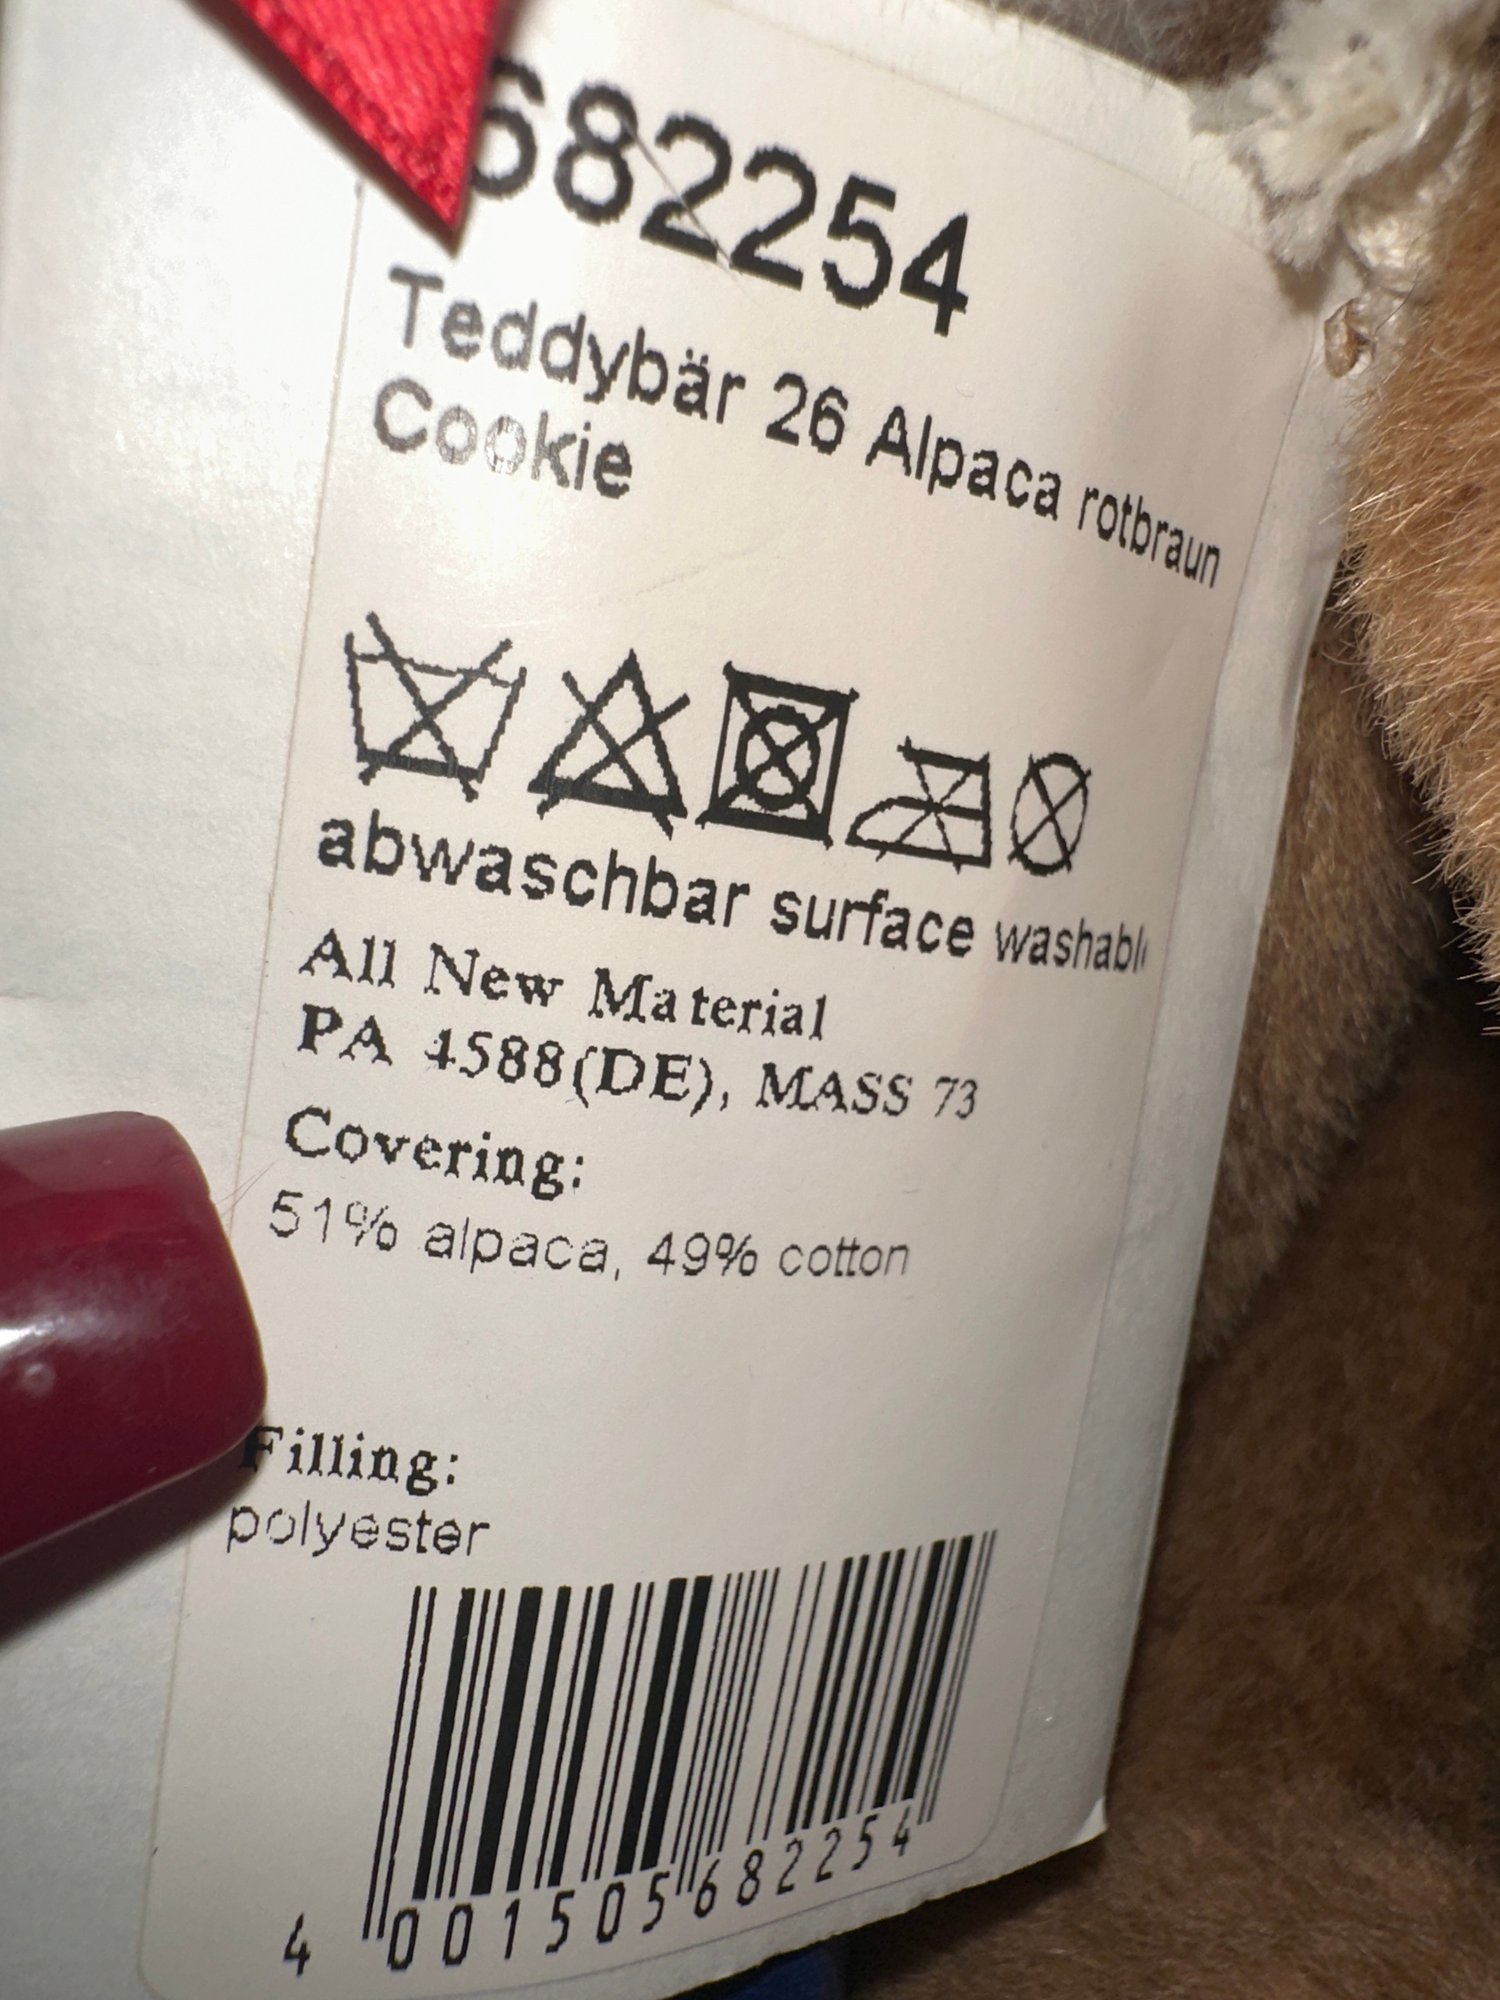 682254
Teddybär 26 Alpaca rotbraun
Cookie
abwaschbar surface washable
All New Material
PA 4588(DE), MASS 73
Covering:
51% alpaca, 49% cotton
Filling:
polyester
4 001505 682254